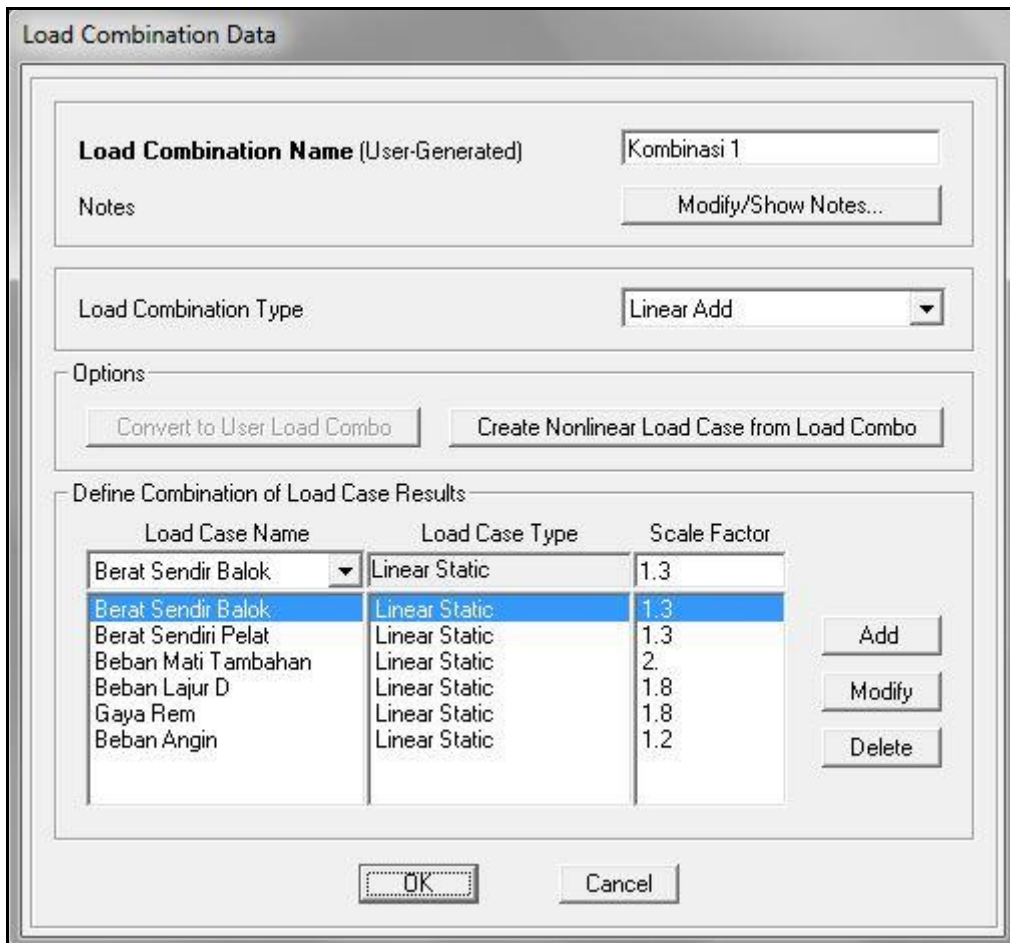 Load Combination Data
Load Combination Name (User-Generated) Kombinasi 1
Notes Modify/Show Notes...
Load Combination Type Linear Add
Options
Convert to User Load Combo Create Nonlinear Load Case from Load Combo
Define Combination of Load Case Results
Load Case Name Load Case Type Scale Factor
Berat Sendir Balok Linear Static 1.3
Berat Sendir Balok Linear Static 1.3
Berat Sendiri Pelat Linear Static 1.3 Add
Beban Mati Tambahan Linear Static 2.
Beban Lajur D Linear Static 1.8 Modify
Gaya Rem Linear Static 1.8
Beban Angin Linear Static 1.2 Delete
OK Cancel